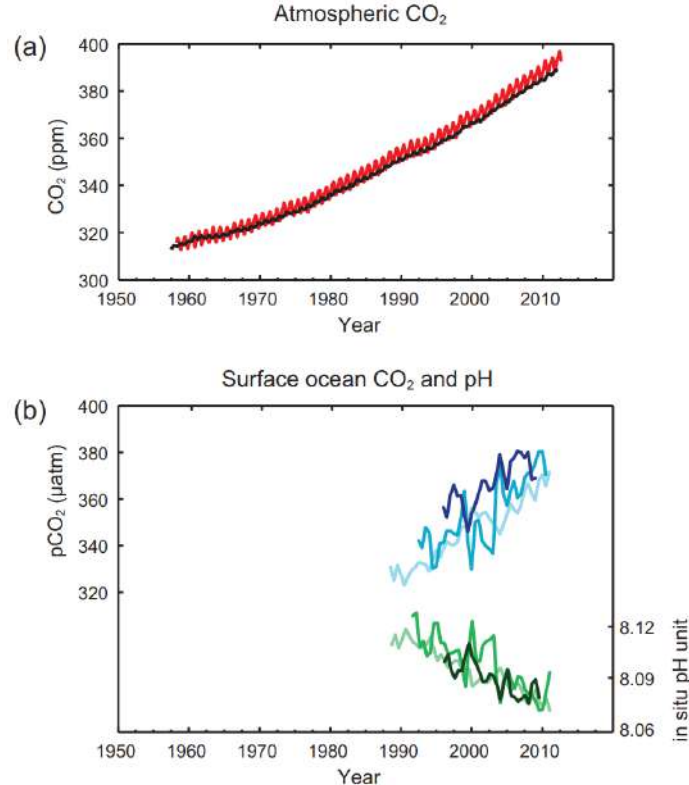 Atmospheric CO₂
(a)
400
380
360
340
320
300
CO₂ (ppm)
1950 1960 1970 1980 1990 2000 2010
Year
Surface ocean CO₂ and pH
(b)
400
380
360
340
320
pCO₂ (µatm)
8.12
8.09
8.06
in situ pH unit
1950 1960 1970 1980 1990 2000 2010
Year